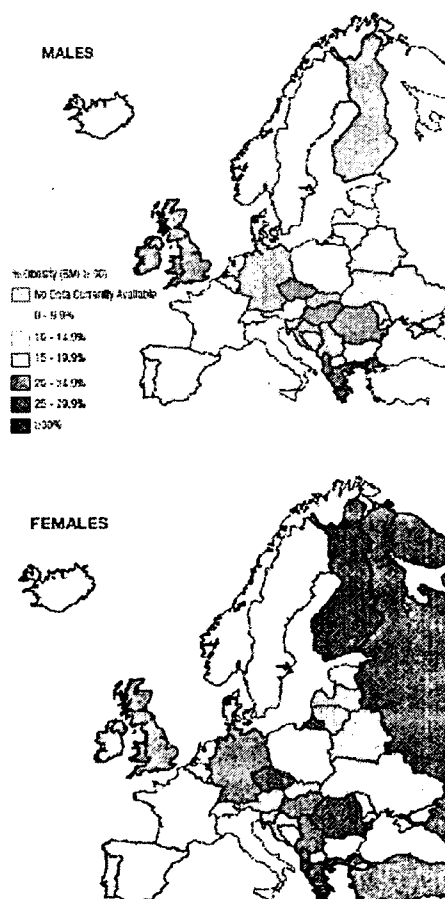 MALES
% Obesity (BMI ≥ 30)
No Data Currently Available
0 - 9.9%
10 - 14.9%
15 - 19.9%
20 - 24.9%
25 - 29.9%
≥30%
FEMALES